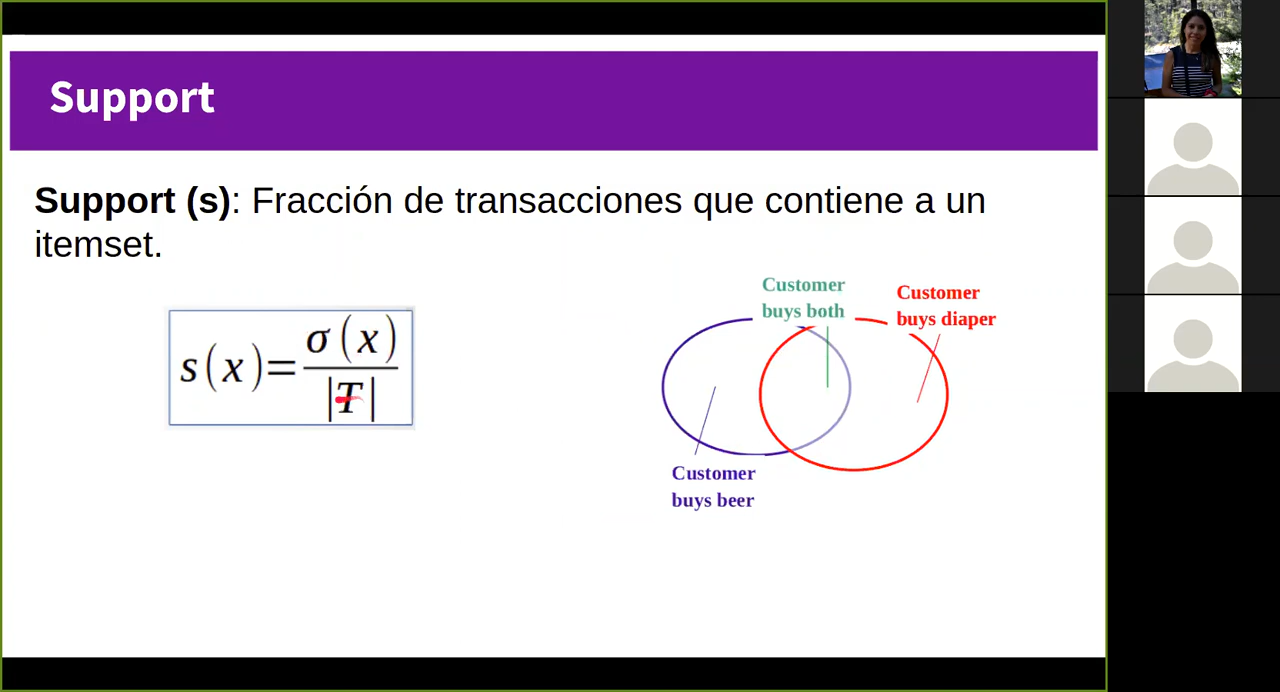 Support
Support (s): Fracción de transacciones que contiene a un
itemset.
s(x)=σ(x)/|T|
Customer
buys both
Customer
buys diaper
Customer
buys beer